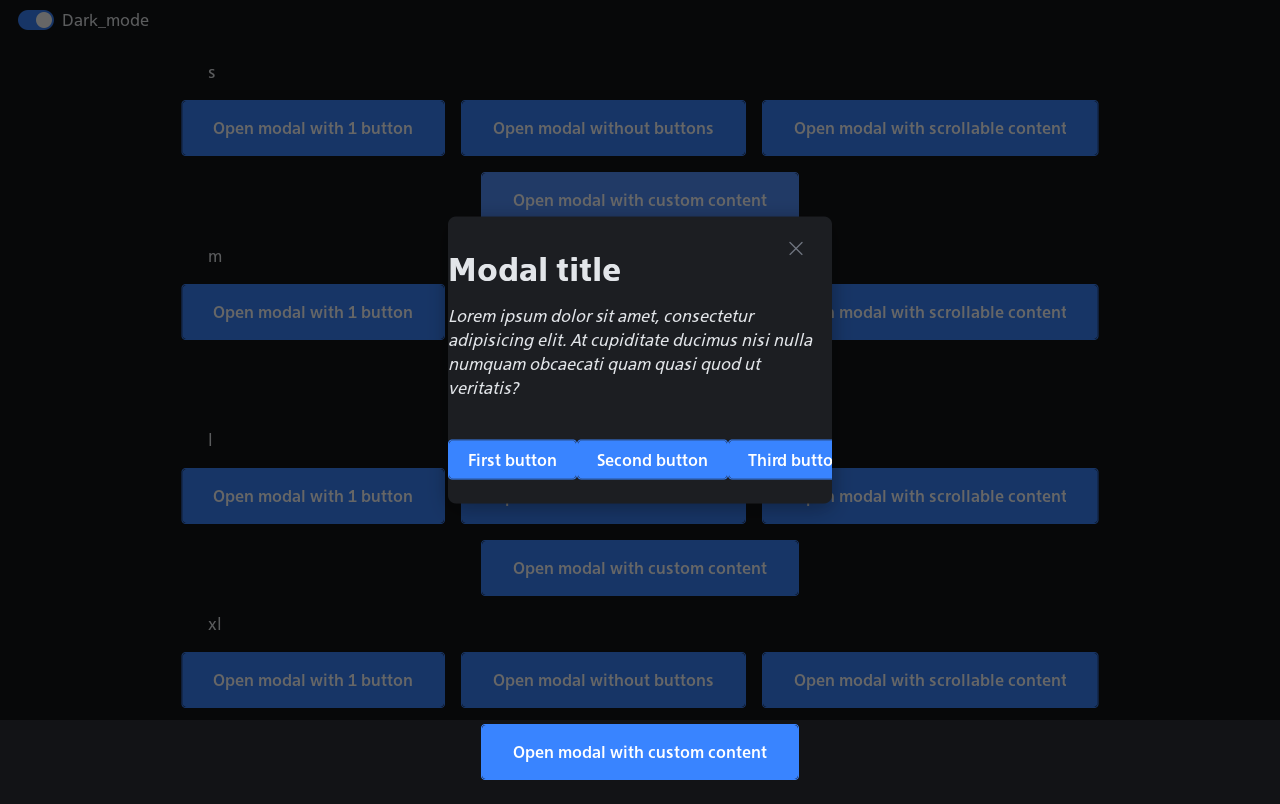 Dark_mode
s
Open modal with 1 button
Open modal without buttons
Open modal with scrollable content
Open modal with custom content
Modal title
Lorem ipsum dolor sit amet, consectetur
adipisicing elit. At cupiditate ducimus nisi nulla
numquam obcaecati quam quasi quod ut
veritatis?
First button
Second button
Third butto
m
Open modal with 1 button
modal with scrollable content
l
Open modal with 1 button
modal with scrollable content
Open modal with custom content
xl
Open modal with 1 button
Open modal without buttons
Open modal with scrollable content
Open modal with custom content